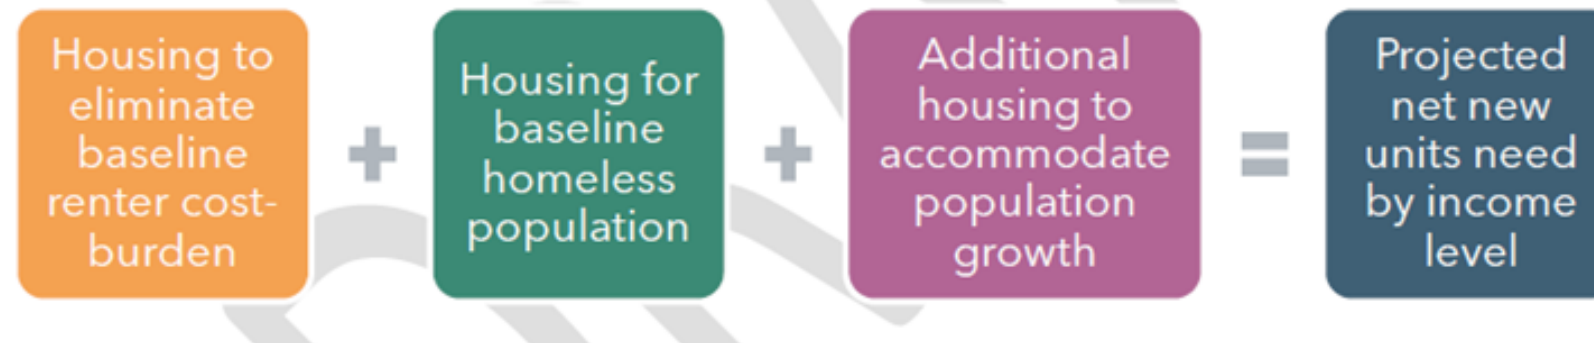 Housing to
eliminate
baseline
renter cost-
burden
+
Housing for
baseline
homeless
population
+
Additional
housing to
accommodate
population
growth
=
Projected
net new
units need
by income
level